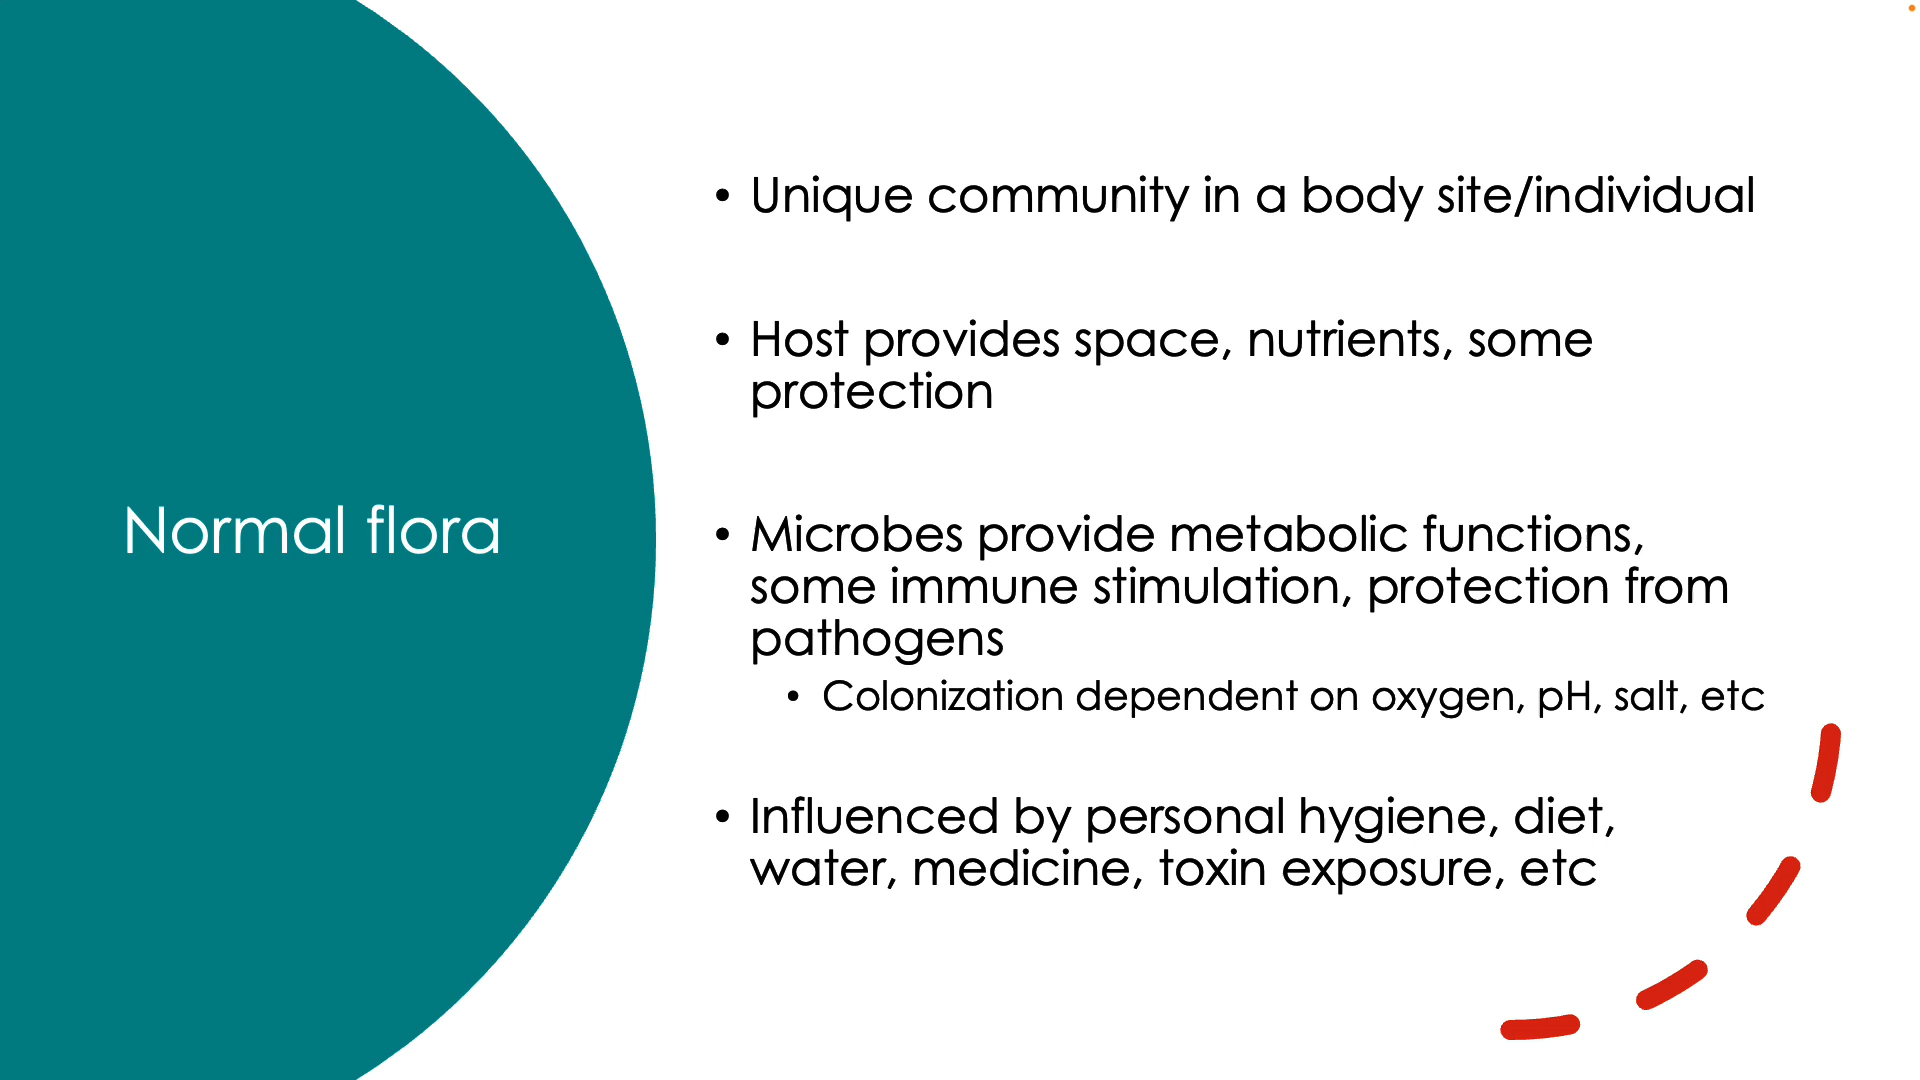 Normal flora
• Unique community in a body site/individual
• Host provides space, nutrients, some
protection
• Microbes provide metabolic functions,
some immune stimulation, protection from
pathogens
• Colonization dependent on oxygen, pH, salt, etc
• Influenced by personal hygiene, diet,
water, medicine, toxin exposure, etc